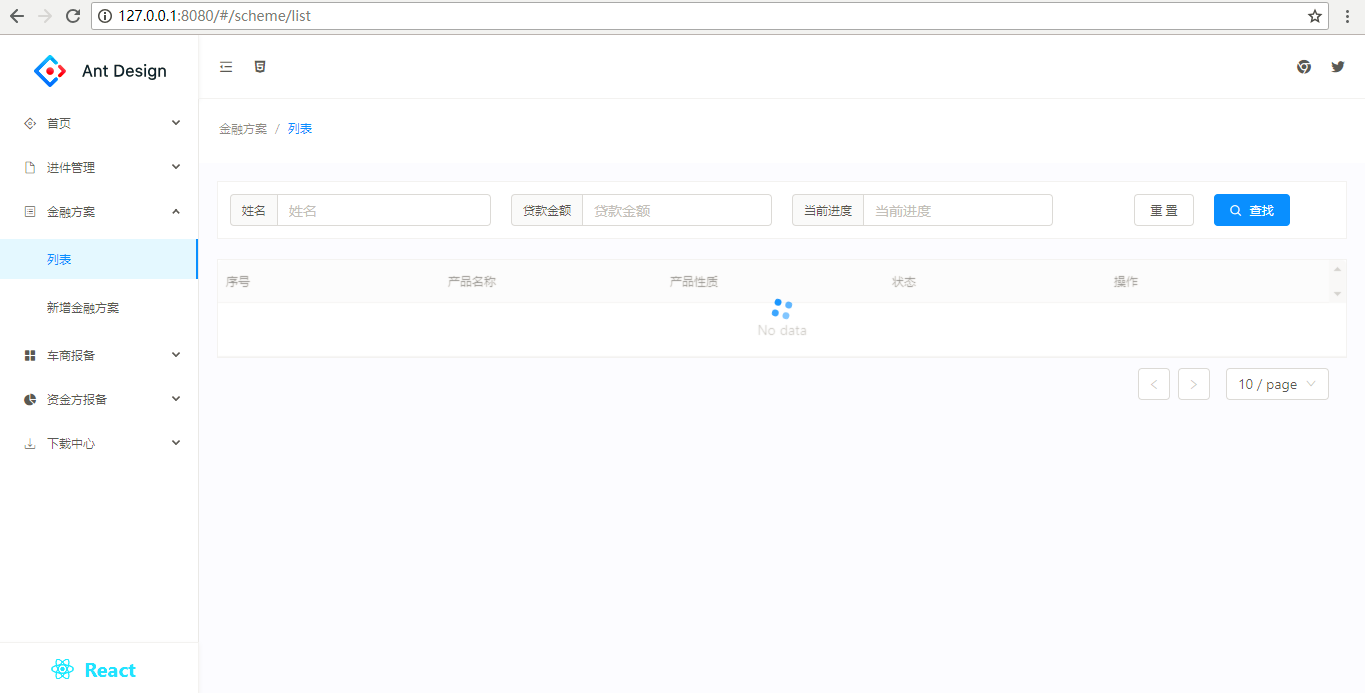 127.0.0.1:8080/#/scheme/list
Ant Design
首页
进件管理
金融方案
列表
新增金融方案
车商报备
资金方报备
下载中心
React
金融方案 / 列表
姓名 姓名 贷款金额 贷款金额 当前进度 当前进度 重 置 查找
序号 产品名称 产品性质 状态 操作
No data
10 / page